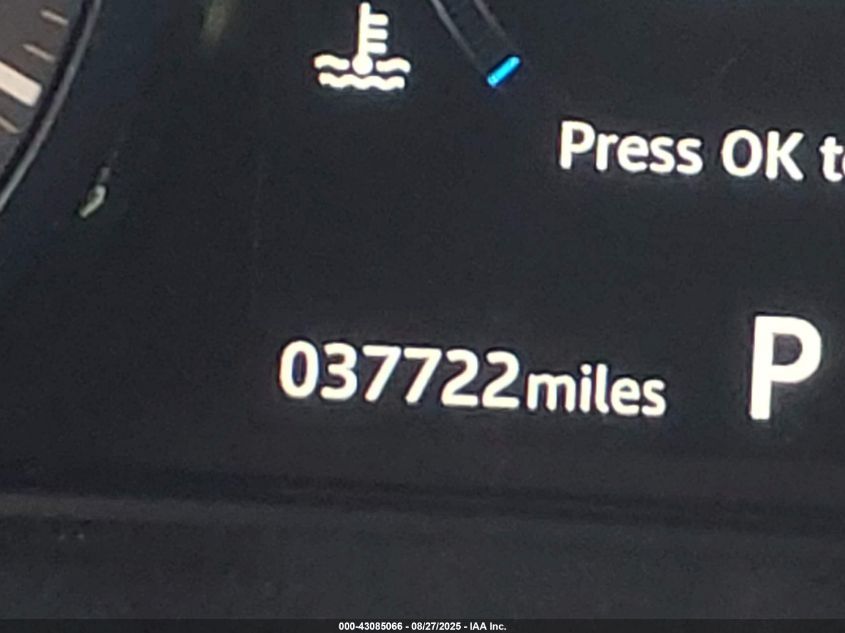 Press OK
037722miles
P
000-43085066 - 08/27/2025 - IAA Inc.